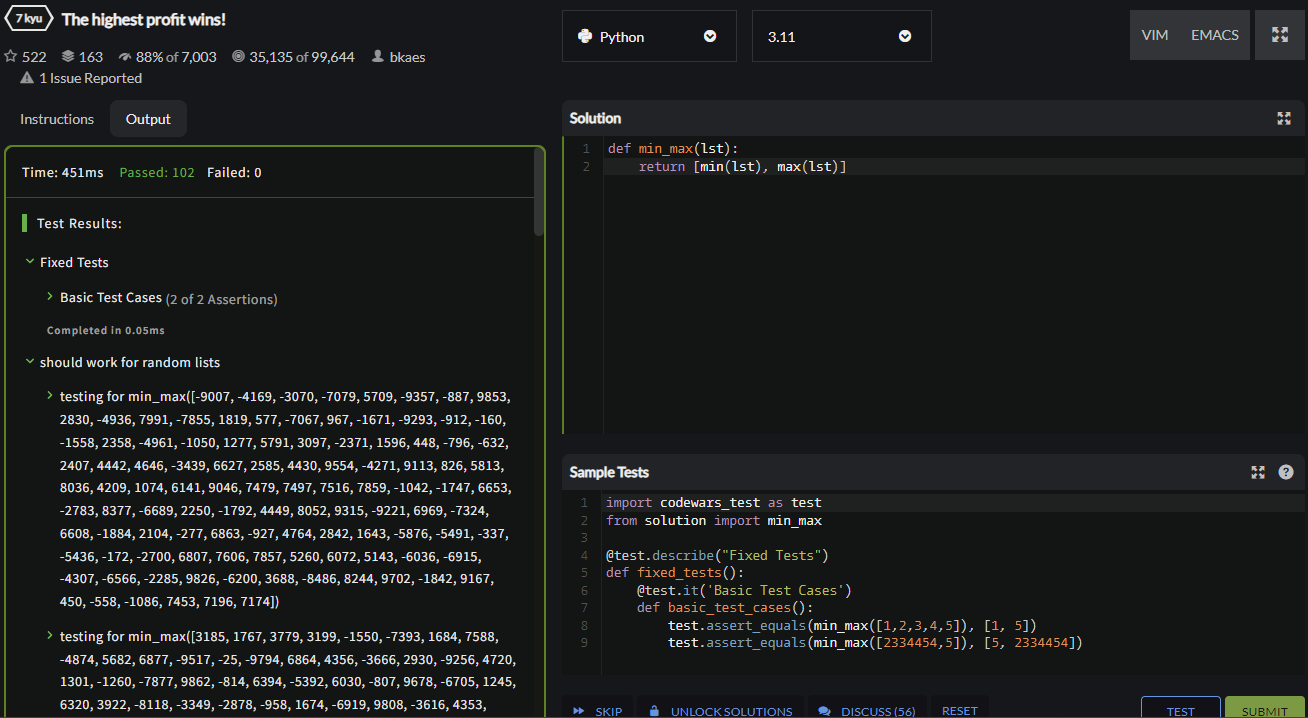 7 kyu The highest profit wins!
522 163 88% of 7,003 35,135 of 99,644 bkaes
1 Issue Reported
Instructions Output
Time: 451ms Passed: 102 Failed: 0
Test Results:
Fixed Tests
Basic Test Cases (2 of 2 Assertions)
Completed in 0.05ms
should work for random lists
testing for min_max([-9007, -4169, -3070, -7079, 5709, -9357, -887, 9853,
2830, -4936, 7991, -7855, 1819, 577, -7067, 967, -1671, -9293, -912, -160,
-1558, 2358, -4961, -1050, 1277, 5791, 3097, -2371, 1596, 448, -796, -632,
2407, 4442, 4646, -3439, 6627, 2585, 4430, 9554, -4271, 9113, 826, 5813,
8036, 4209, 1074, 6141, 9046, 7479, 7497, 7516, 7859, -1042, -1747, 6653,
-2783, 8377, -6689, 2250, -1792, 4449, 8052, 9315, -9221, 6969, -7324,
6608, -1884, 2104, -277, 6863, -927, 4764, 2842, 1643, -5876, -5491, -337,
-5436, -172, -2700, 6807, 7606, 7857, 5260, 6072, 5143, -6036, -6915,
-4307, -6566, -2285, 9826, -6200, 3688, -8486, 8244, 9702, -1842, 9167,
450, -558, -1086, 7453, 7196, 7174])
testing for min_max([3185, 1767, 3779, 3199, -1550, -7393, 1684, 7588,
-4874, 5682, 6877, -9517, -25, -9794, 6864, 4356, -3666, 2930, -9256, 4720,
1301, -1260, -7877, 9862, -814, 6394, -5392, 6030, -807, 9678, -6705, 1245,
6320, 3922, -8118, -3349, -2878, -958, 1674, -6919, 9808, -3616, 4353,
Python 3.11 VIM EMACS
Solution
1 def min_max(lst):
2 return [min(lst), max(lst)]
Sample Tests ?
1 import codewars_test as test
2 from solution import min_max
3
4 @test.describe("Fixed Tests")
5 def fixed_tests():
6 @test.it('Basic Test Cases')
7 def basic_test_cases():
8 test.assert_equals(min_max([1,2,3,4,5]), [1, 5])
9 test.assert_equals(min_max([2334454,5]), [5, 2334454])
SKIP UNLOCK SOLUTIONS DISCUSS (56) RESET TEST SUBMIT